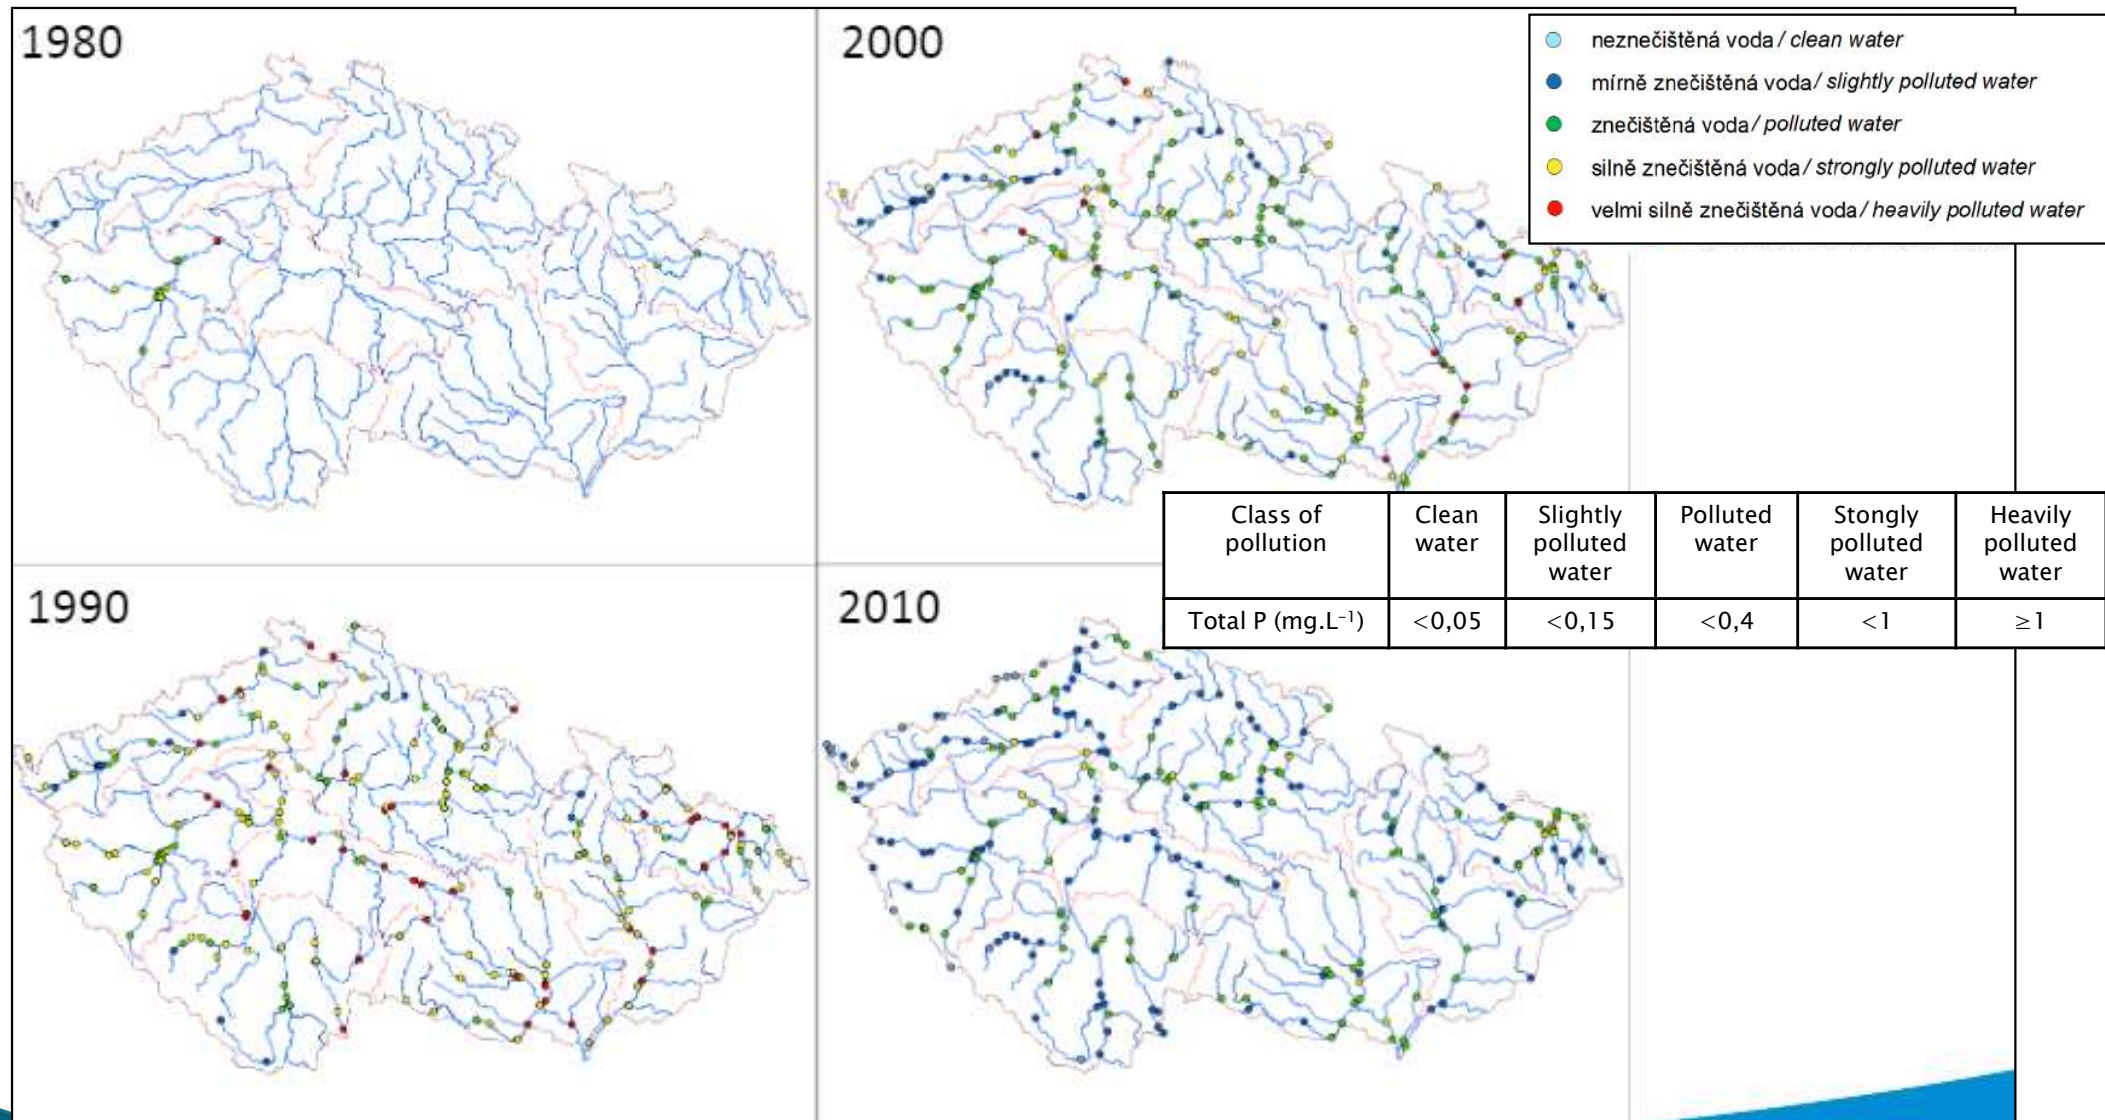 1980
2000
neznečištěná voda / clean water
mírně znečištěná voda / slightly polluted water
znečištěná voda / polluted water
silně znečištěná voda / strongly polluted water
velmi silně znečištěná voda / heavily polluted water
1990
2010
Class of
pollution
Clean
water
Slightly
polluted
water
Polluted
water
Stongly
polluted
water
Heavily
polluted
water
Total P (mg.L⁻¹)
<0,05
<0,15
<0,4
<1
≥1